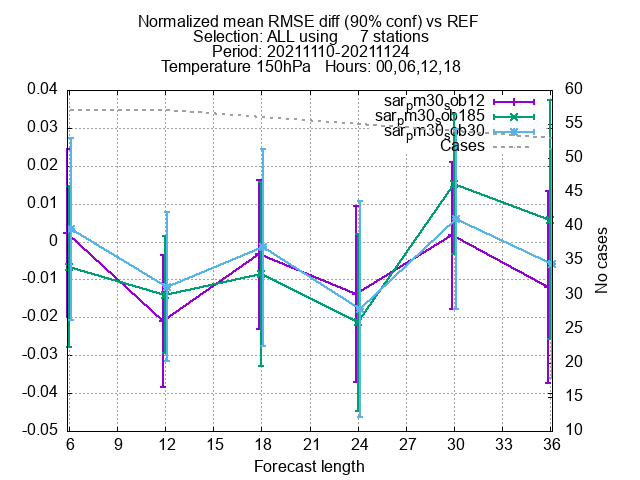 Normalized mean RMSE diff (90% conf) vs REF
Selection: ALL using 7 stations
Period: 20211110-20211124
Temperature 150hPa Hours: 00,06,12,18
sar_pm30_sob12
sar_pm30_sob185
sar_pm30_sob30
Cases
0.04
0.03
0.02
0.01
0
-0.01
-0.02
-0.03
-0.04
-0.05
60
55
50
45
40
35
30
25
20
15
10
No cases
6 9 12 15 18 21 24 27 30 33 36
Forecast length